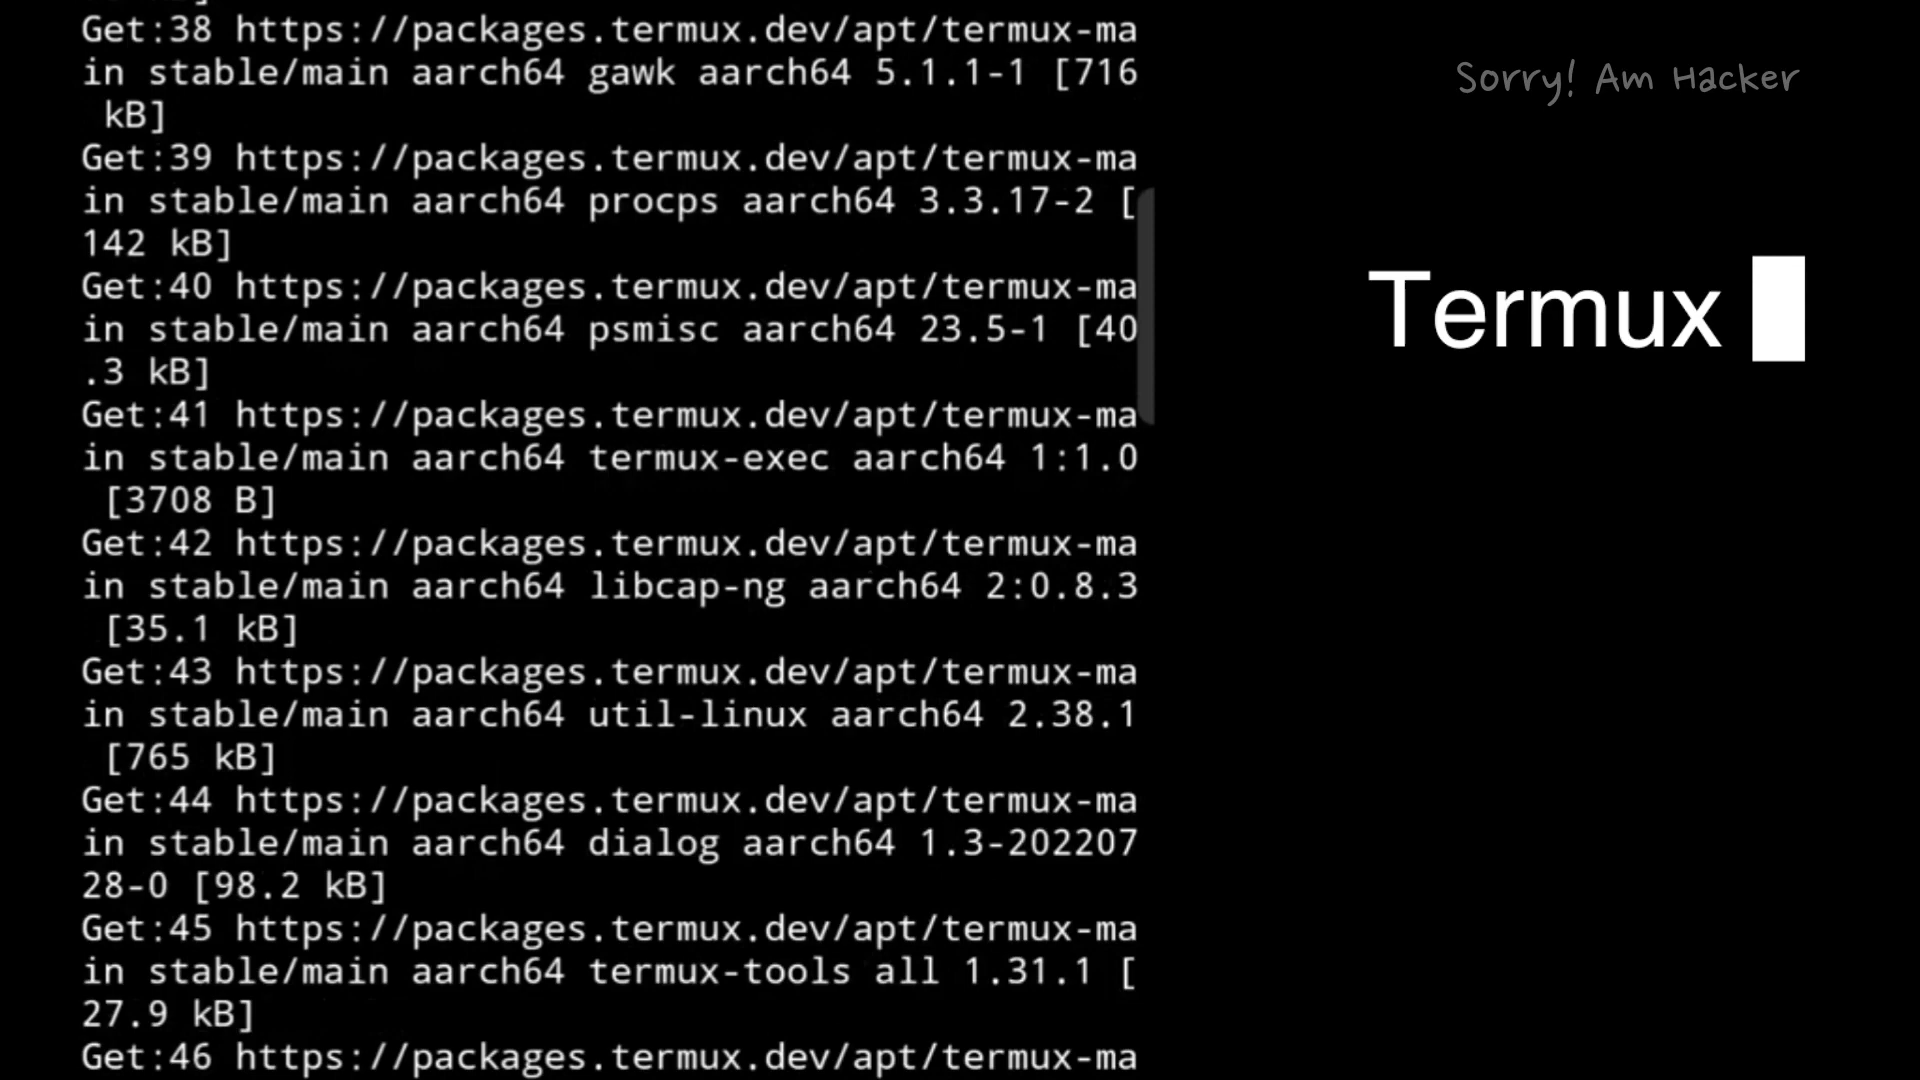 Get:38 https://packages.termux.dev/apt/termux-ma
in stable/main aarch64 gawk aarch64 5.1.1-1 [716
 kB]
Get:39 https://packages.termux.dev/apt/termux-ma
in stable/main aarch64 procps aarch64 3.3.17-2 [
142 kB]
Get:40 https://packages.termux.dev/apt/termux-ma
in stable/main aarch64 psmisc aarch64 23.5-1 [40
.3 kB]
Get:41 https://packages.termux.dev/apt/termux-ma
in stable/main aarch64 termux-exec aarch64 1:1.0
 [3708 B]
Get:42 https://packages.termux.dev/apt/termux-ma
in stable/main aarch64 libcap-ng aarch64 2:0.8.3
 [35.1 kB]
Get:43 https://packages.termux.dev/apt/termux-ma
in stable/main aarch64 util-linux aarch64 2.38.1
 [765 kB]
Get:44 https://packages.termux.dev/apt/termux-ma
in stable/main aarch64 dialog aarch64 1.3-202207
28-0 [98.2 kB]
Get:45 https://packages.termux.dev/apt/termux-ma
in stable/main aarch64 termux-tools all 1.31.1 [
27.9 kB]
Get:46 https://packages.termux.dev/apt/termux-ma
Sorry! Am Hacker
Termux